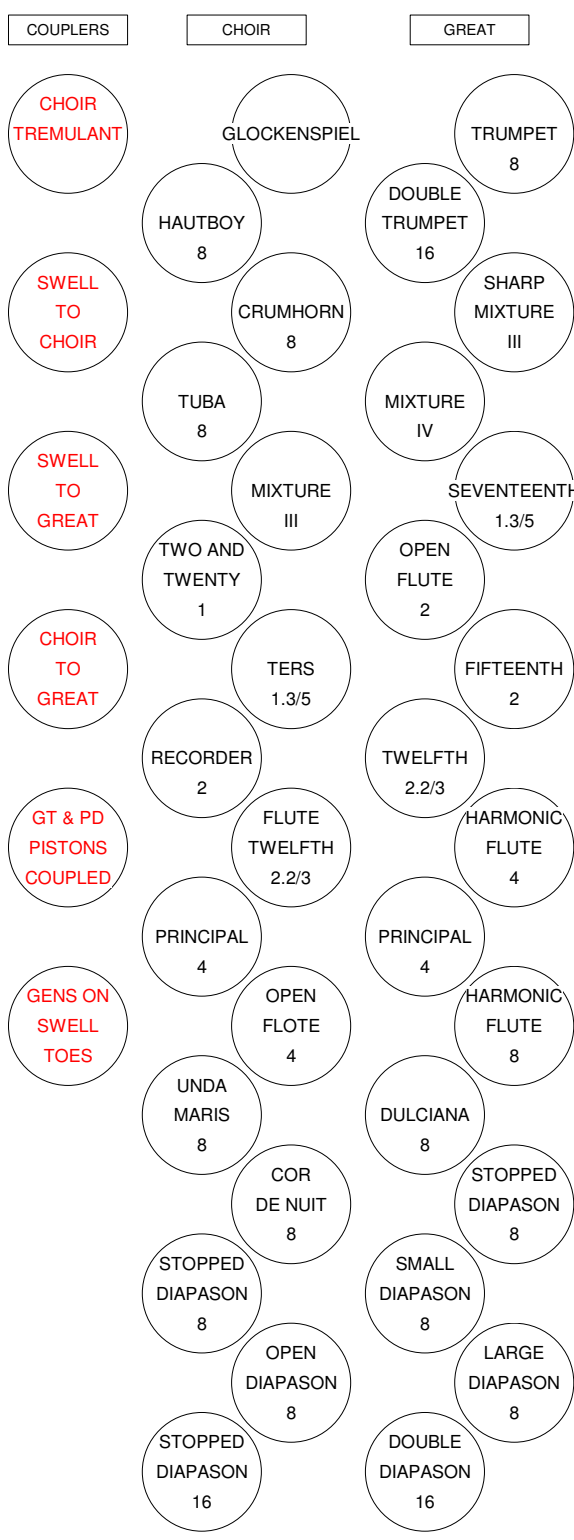 COUPLERS
CHOIR
GREAT
CHOIR
TREMULANT
GLOCKENSPIEL
TRUMPET
8
HAUTBOY
8
DOUBLE
TRUMPET
16
SWELL
TO
CHOIR
CRUMHORN
8
SHARP
MIXTURE
III
TUBA
8
MIXTURE
IV
SWELL
TO
GREAT
MIXTURE
III
SEVENTEENTH
1.3/5
TWO AND
TWENTY
1
OPEN
FLUTE
2
CHOIR
TO
GREAT
TERS
1.3/5
FIFTEENTH
2
RECORDER
2
TWELFTH
2.2/3
GT & PD
PISTONS
COUPLED
FLUTE
TWELFTH
2.2/3
HARMONIC
FLUTE
4
PRINCIPAL
4
PRINCIPAL
4
GENS ON
SWELL
TOES
OPEN
FLOTE
4
HARMONIC
FLUTE
8
UNDA
MARIS
8
DULCIANA
8
COR
DE NUIT
8
STOPPED
DIAPASON
8
STOPPED
DIAPASON
8
SMALL
DIAPASON
8
OPEN
DIAPASON
8
LARGE
DIAPASON
8
STOPPED
DIAPASON
16
DOUBLE
DIAPASON
16